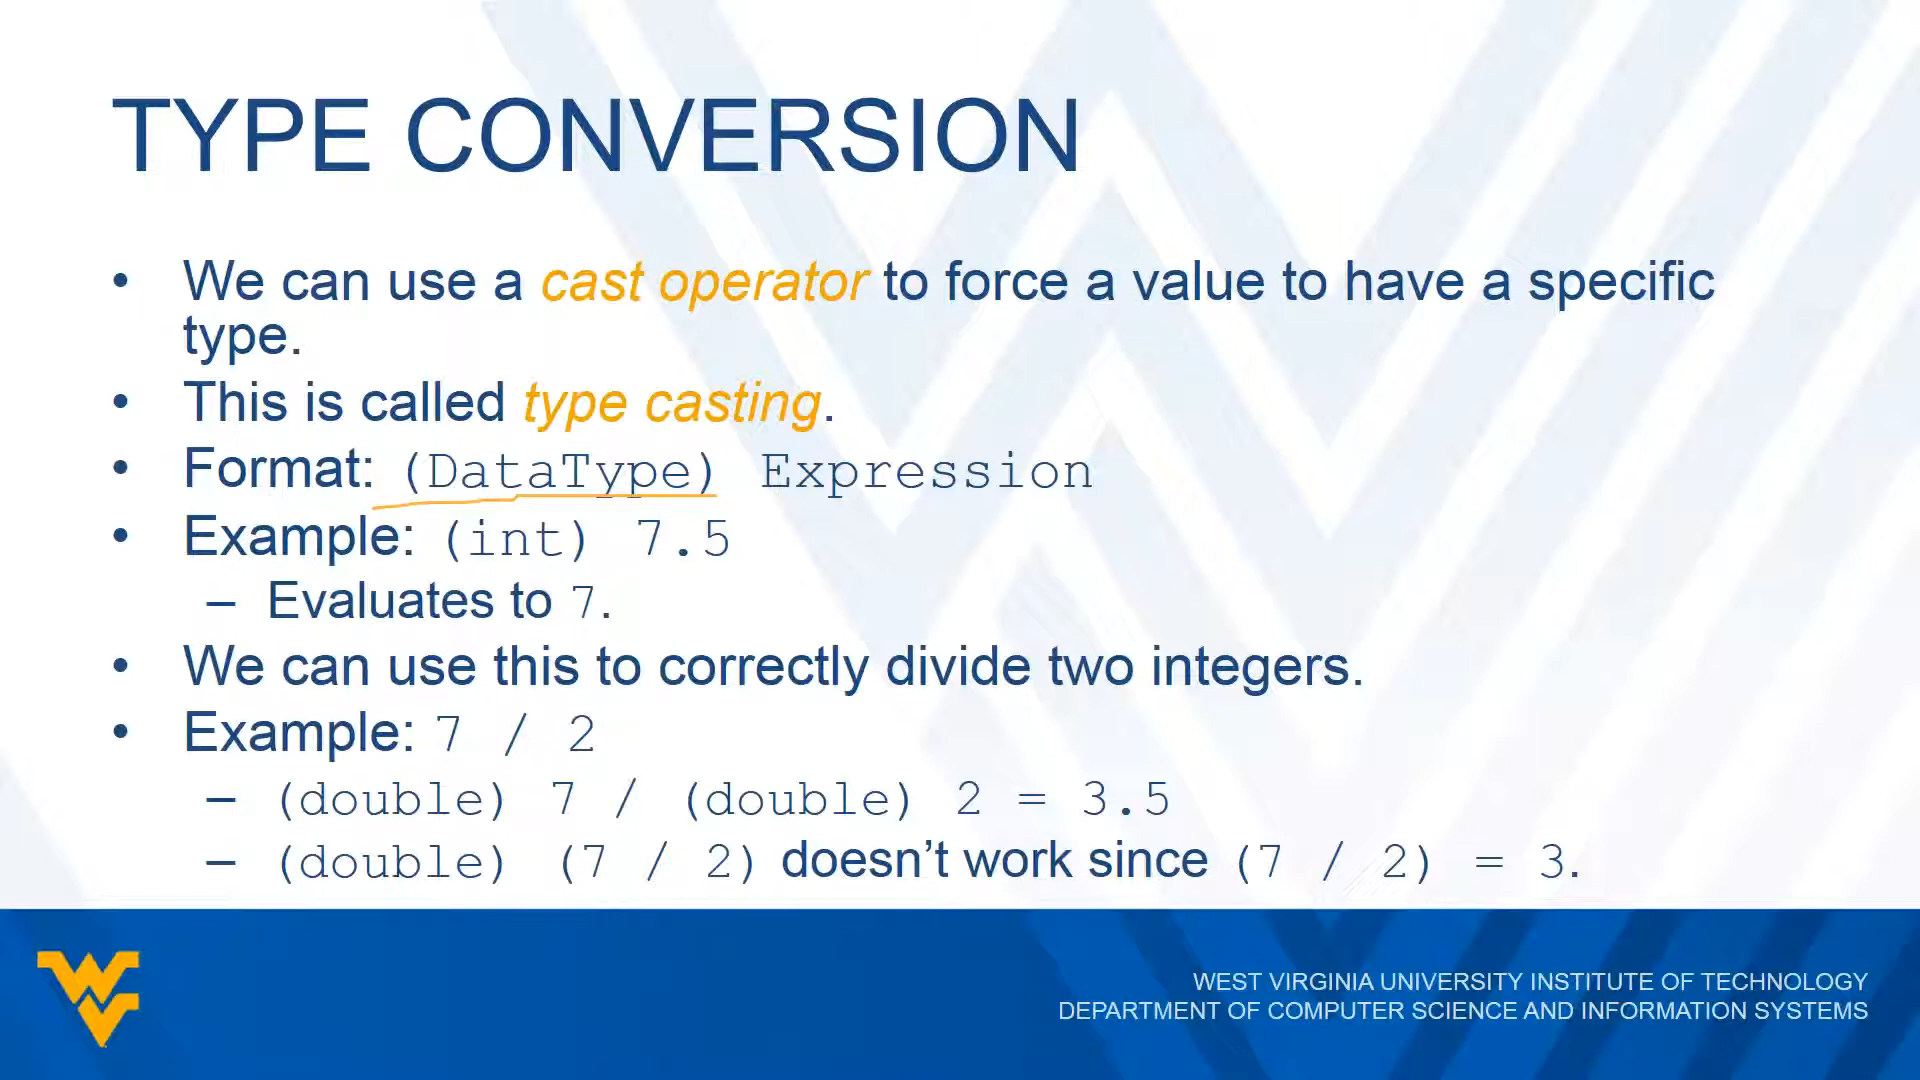 TYPE CONVERSION
• We can use a cast operator to force a value to have a specific
type.
• This is called type casting.
• Format: (DataType) Expression
• Example: (int) 7.5
– Evaluates to 7.
• We can use this to correctly divide two integers.
• Example: 7 / 2
– (double) 7 / (double) 2 = 3.5
– (double) (7 / 2) doesn’t work since (7 / 2) = 3.
WEST VIRGINIA UNIVERSITY INSTITUTE OF TECHNOLOGY
DEPARTMENT OF COMPUTER SCIENCE AND INFORMATION SYSTEMS